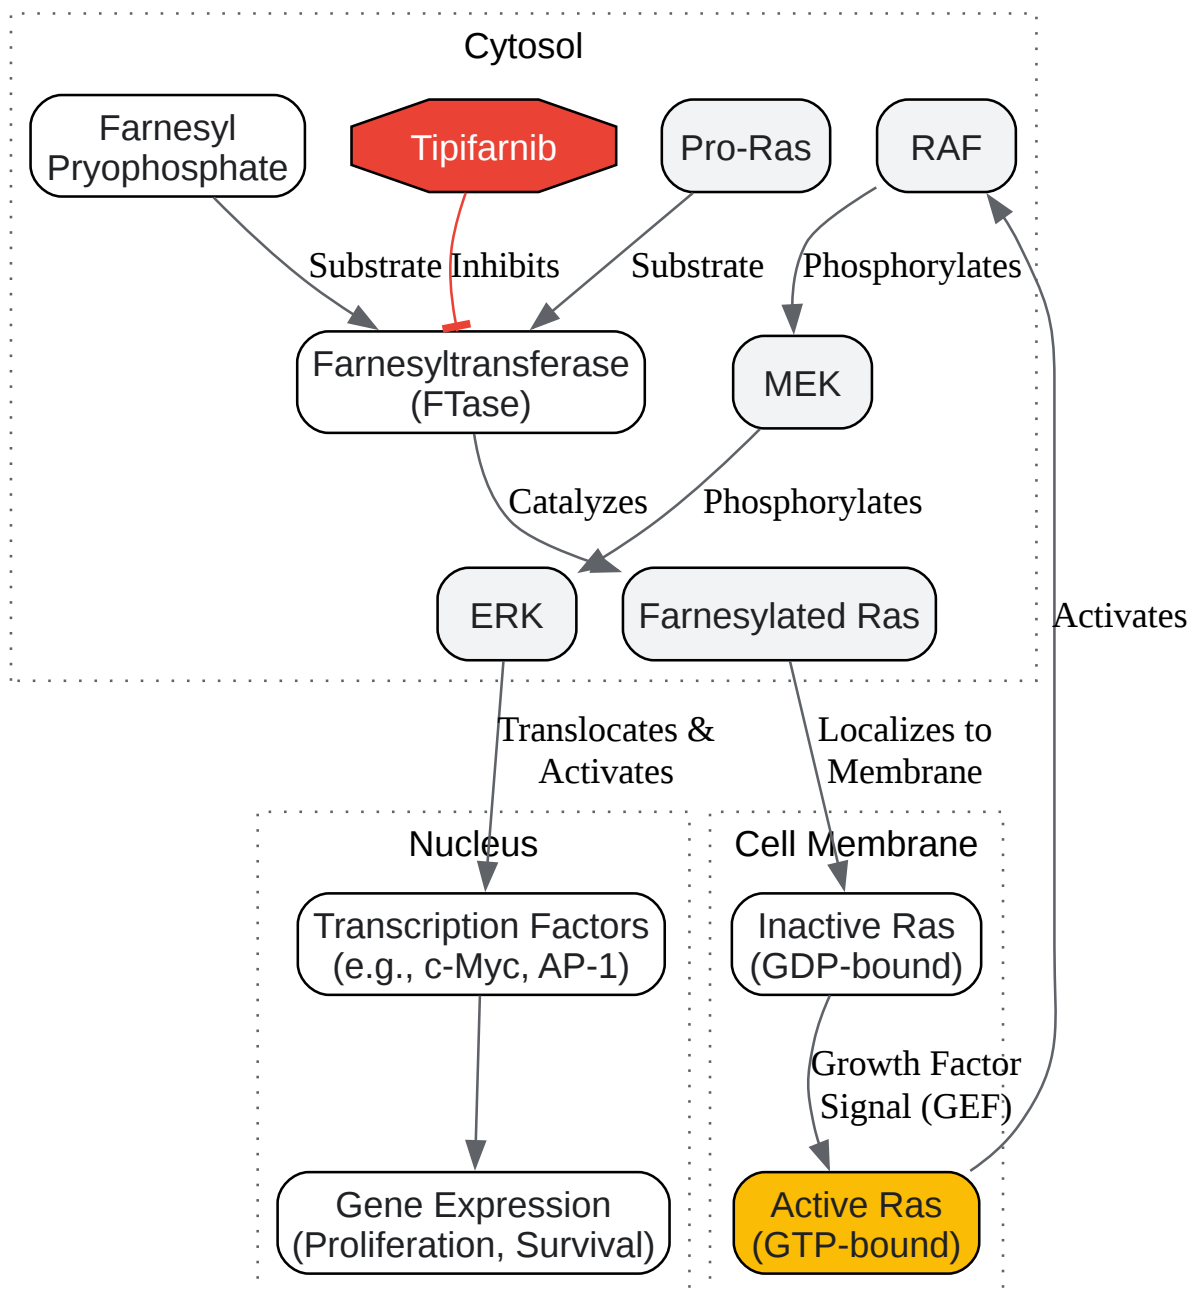 Cytosol
Farnesyl
Pryophosphate
Tipifarnib
Pro-Ras
RAF
Substrate
Inhibits
Substrate
Phosphorylates
Farnesyltransferase
(FTase)
MEK
Catalyzes
Phosphorylates
ERK
Farnesylated Ras
Activates
Translocates &
Activates
Localizes to
Membrane
Nucleus
Cell Membrane
Transcription Factors
(e.g., c-Myc, AP-1)
Inactive Ras
(GDP-bound)
Growth Factor
Signal (GEF)
Gene Expression
(Proliferation, Survival)
Active Ras
(GTP-bound)